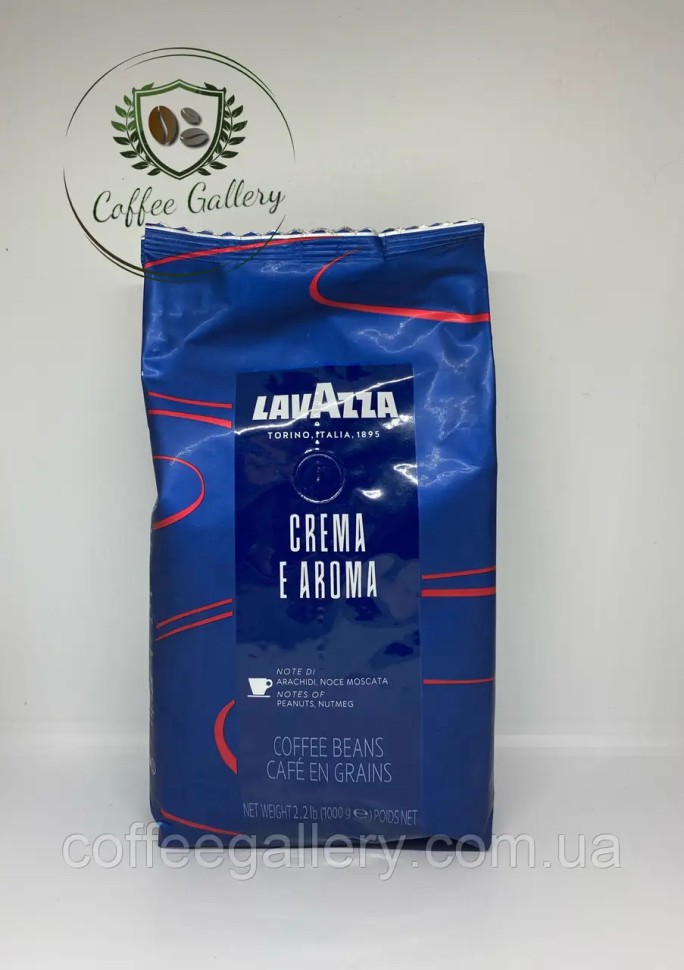 Coffee Gallery
LAVAZZA
TORINO, ITALIA, 1895
CREMA
E AROMA
NOTE DI
ARACHIDI, NOCE MOSCATA
NOTES OF
PEANUTS, NUTMEG
COFFEE BEANS
CAFÉ EN GRAINS
NET WEIGHT 2.2 lb (1000 g ℮) POIDS NET
coffeegallery.com.ua